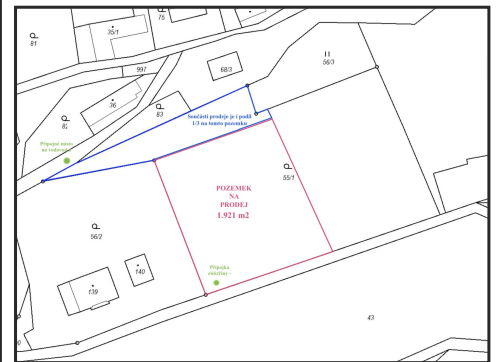 75
35/1
81
56/3
997
68/3
36
83
82
Součástí prodeje je i podíl
1/3 na tomto pozemku
Přípojné místo
na vodovod
55/1
POZEMEK
NA
PRODEJ
1.921 m2
56/2
140
Přípojka
elektřiny
139
43